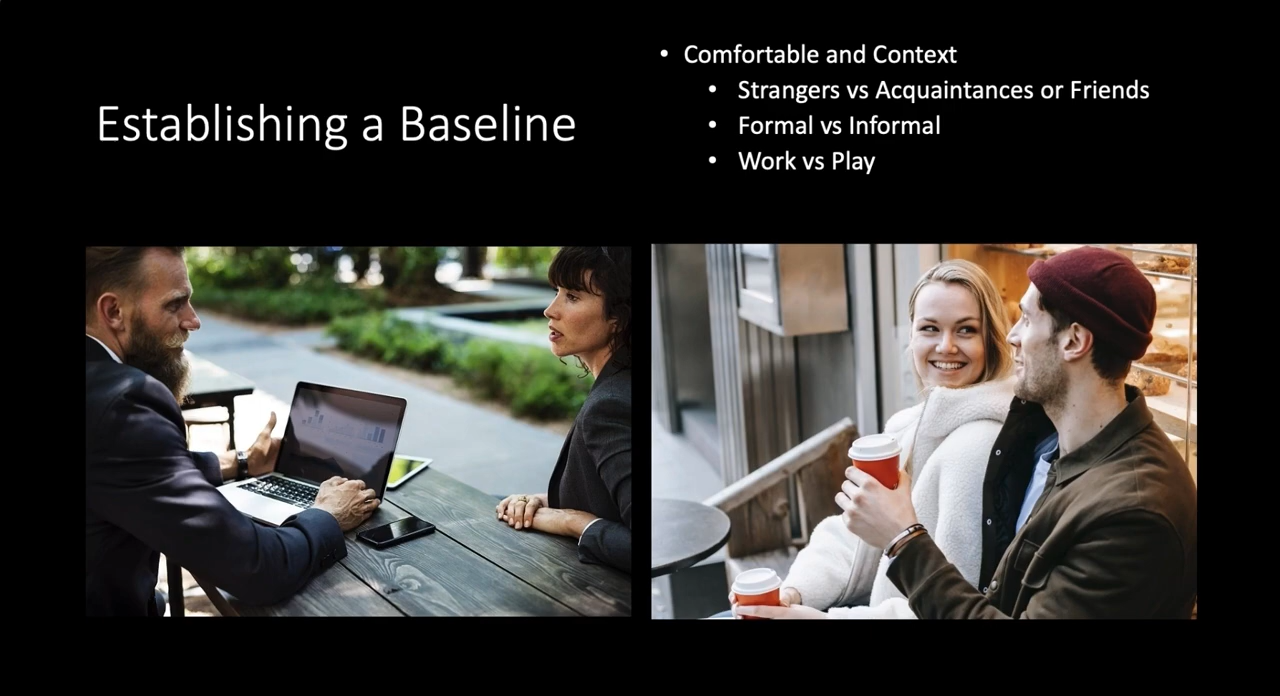 Establishing a Baseline
• Comfortable and Context
• Strangers vs Acquaintances or Friends
• Formal vs Informal
• Work vs Play